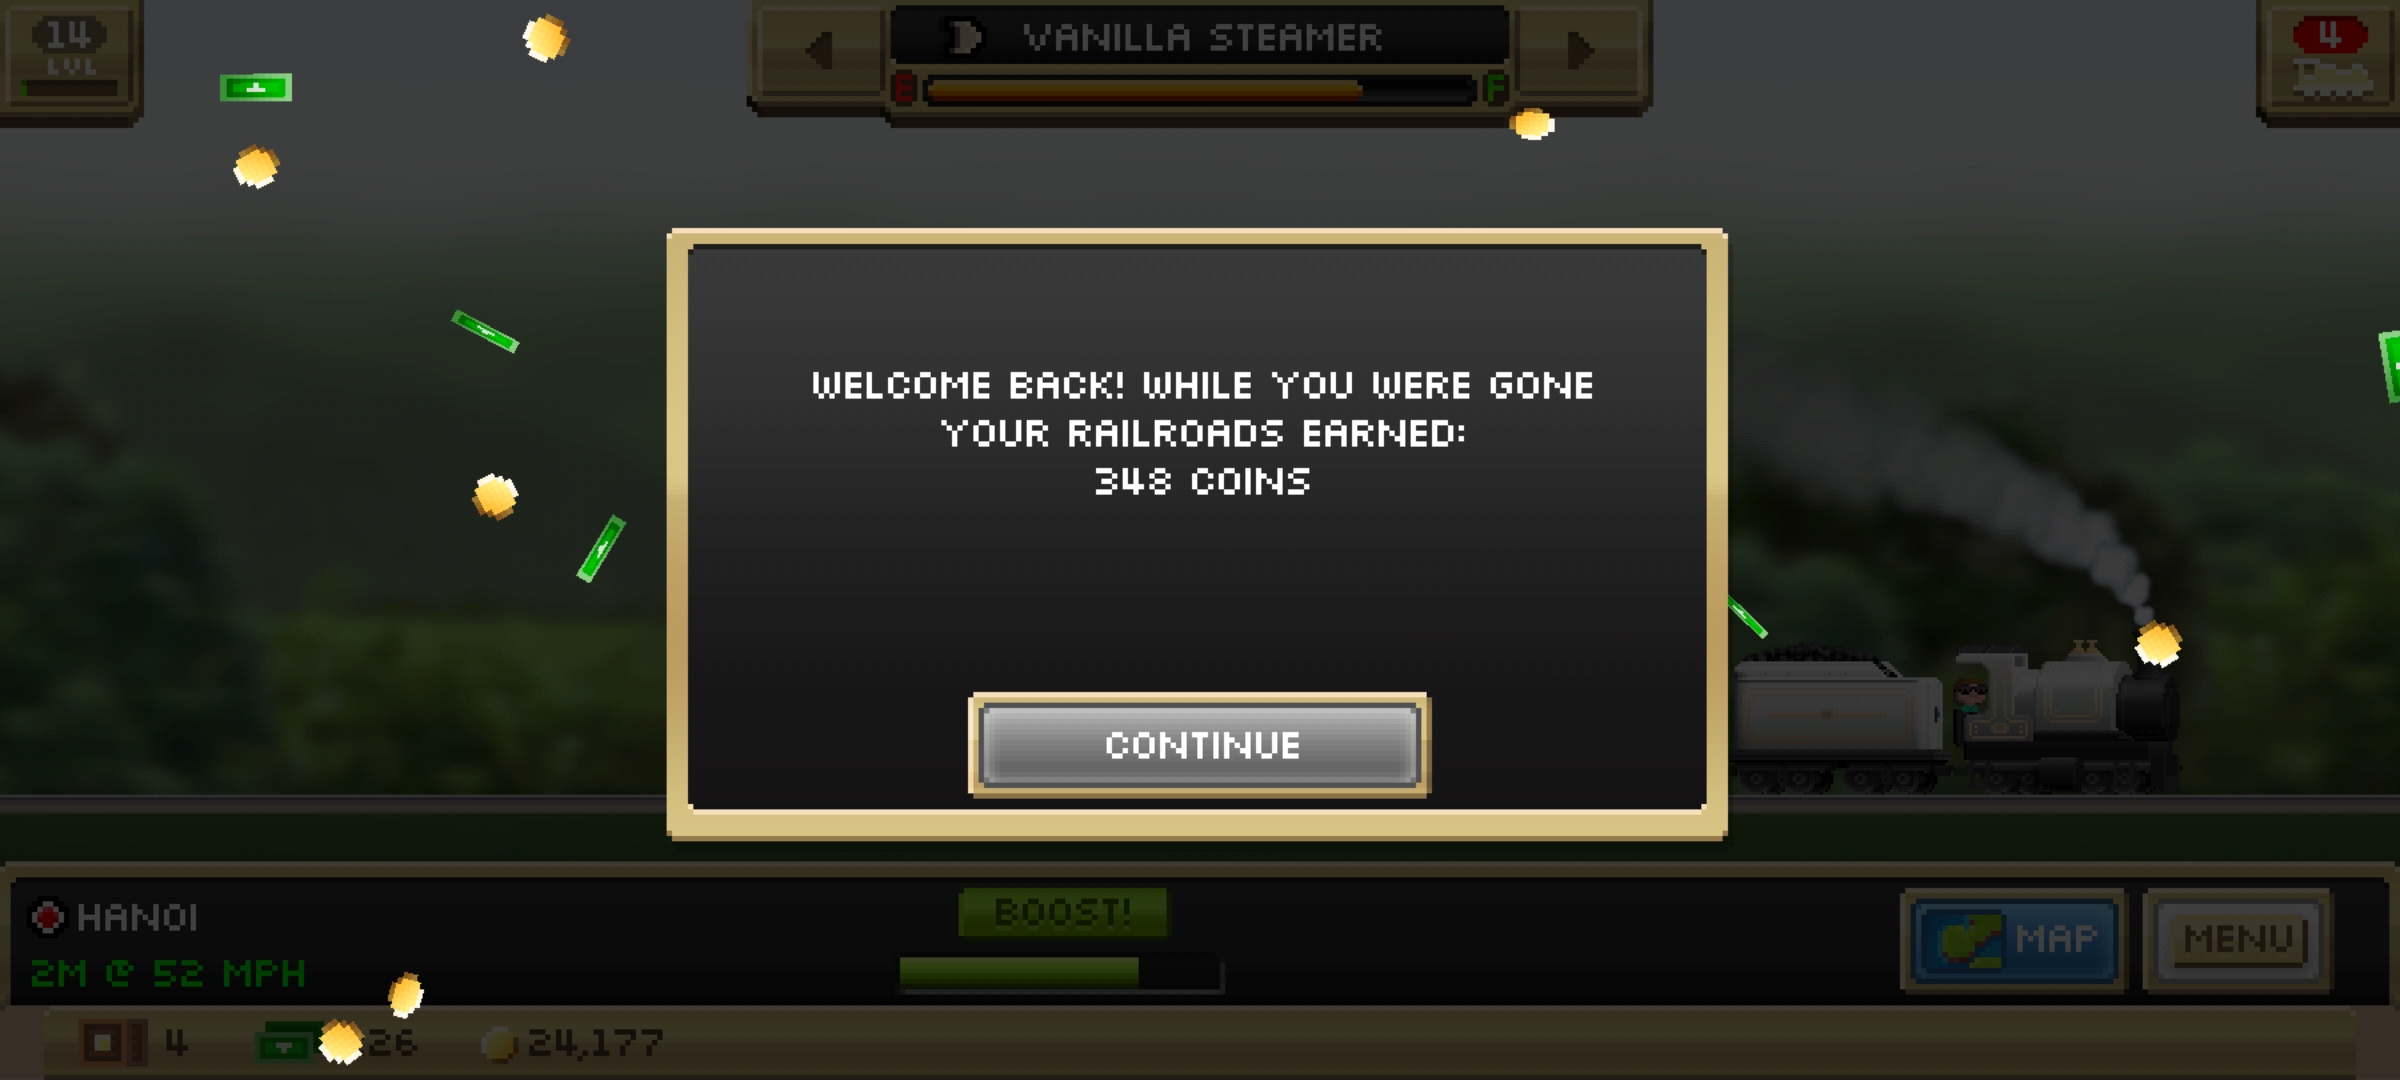 14
LVL
VANILLA STEAMER
E F
4
WELCOME BACK! WHILE YOU WERE GONE
YOUR RAILROADS EARNED:
348 COINS
CONTINUE
HANOI
2M @ 52 MPH
BOOST!
MAP
MENU
4 26 24,177